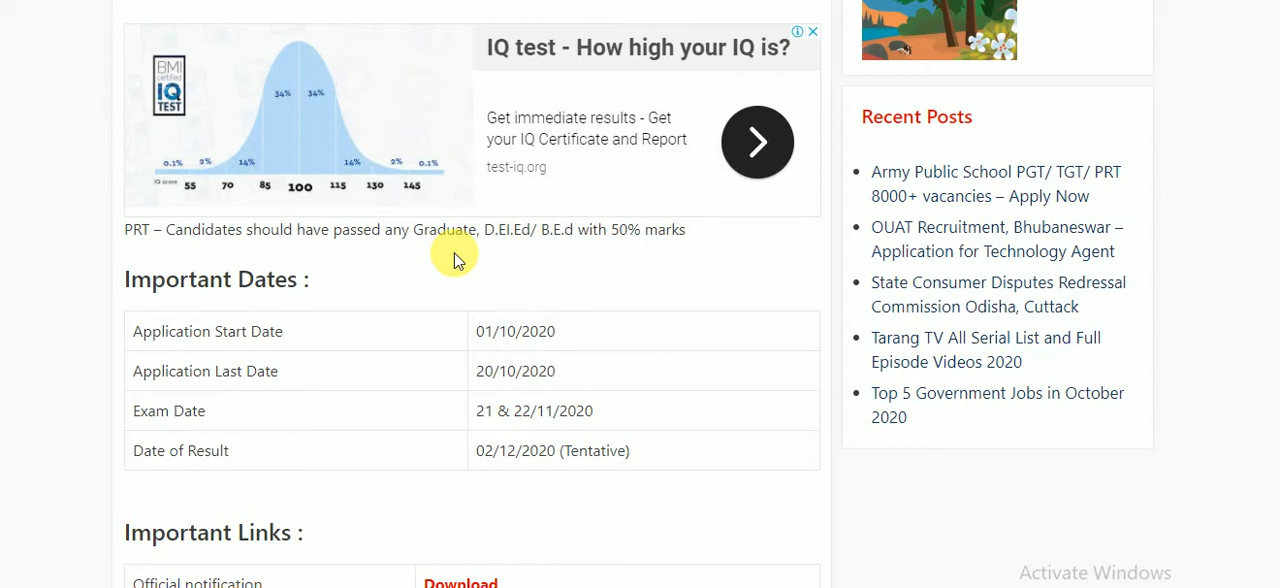 BMI
certified
IQ
TEST
34% 34%
0.1% 2% 14% 14% 2% 0.1%
IQ score 55 70 85 100 115 130 145
IQ test - How high your IQ is?
Get immediate results - Get
your IQ Certificate and Report
test-iq.org
PRT – Candidates should have passed any Graduate, D.El.Ed/ B.E.d with 50% marks
Important Dates :
Application Start Date 01/10/2020
Application Last Date 20/10/2020
Exam Date 21 & 22/11/2020
Date of Result 02/12/2020 (Tentative)
Important Links :
Official notification Download
Recent Posts
Army Public School PGT/ TGT/ PRT
8000+ vacancies – Apply Now
OUAT Recruitment, Bhubaneswar –
Application for Technology Agent
State Consumer Disputes Redressal
Commission Odisha, Cuttack
Tarang TV All Serial List and Full
Episode Videos 2020
Top 5 Government Jobs in October
2020
Activate Windows